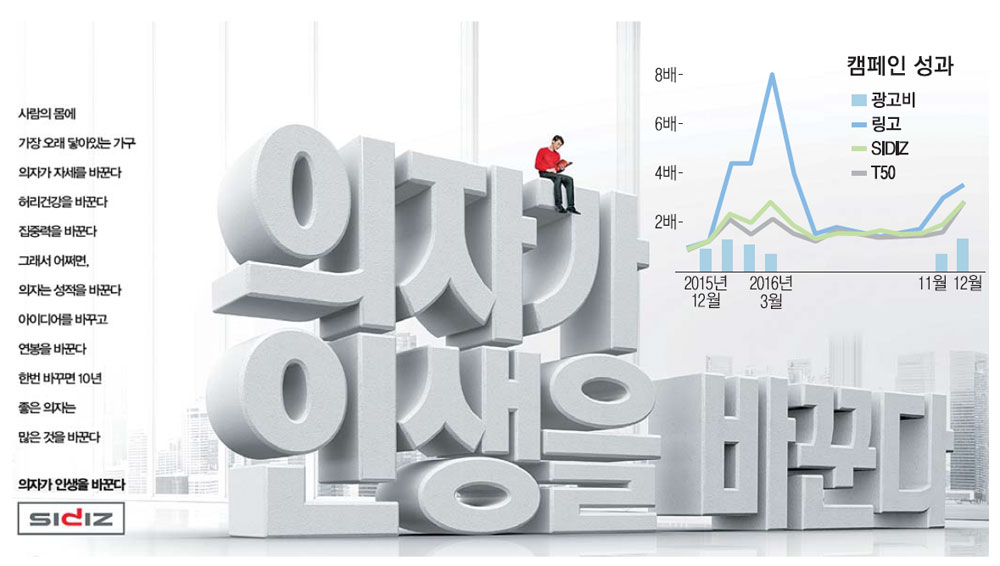 사람의 몸에
가장 오래 닿아있는 가구
의자가 자세를 바꾼다
허리건강을 바꾼다
집중력을 바꾼다
그래서 어쩌면,
의자는 성적을 바꾼다
아이디어를 바꾸고
연봉을 바꾼다
한번 바꾸면 10년
좋은 의자는
많은 것을 바꾼다
의자가 인생을 바꾼다
SIDIZ
의자가
인생을 바꾼다
캠페인 성과
광고비
링고
SIDIZ
T50
8배
6배
4배
2배
2015년
12월
2016년
3월
11월
12월